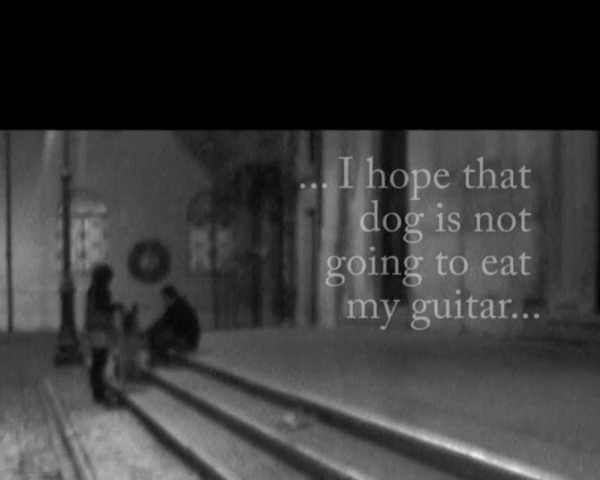 ... I hope that
dog is not
going to eat
my guitar...